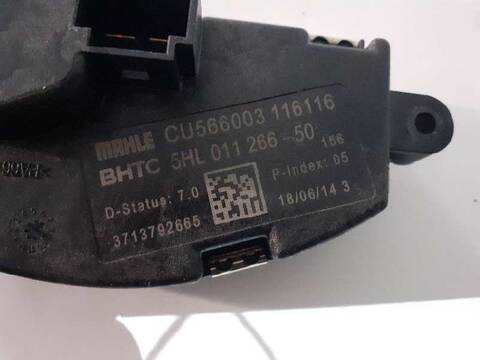 MAHLE CU566003 116116
BHTC 5HL 011 266-50 156
D-Status: 7.0 P-Index: 05
3713792665 18/06/14 3